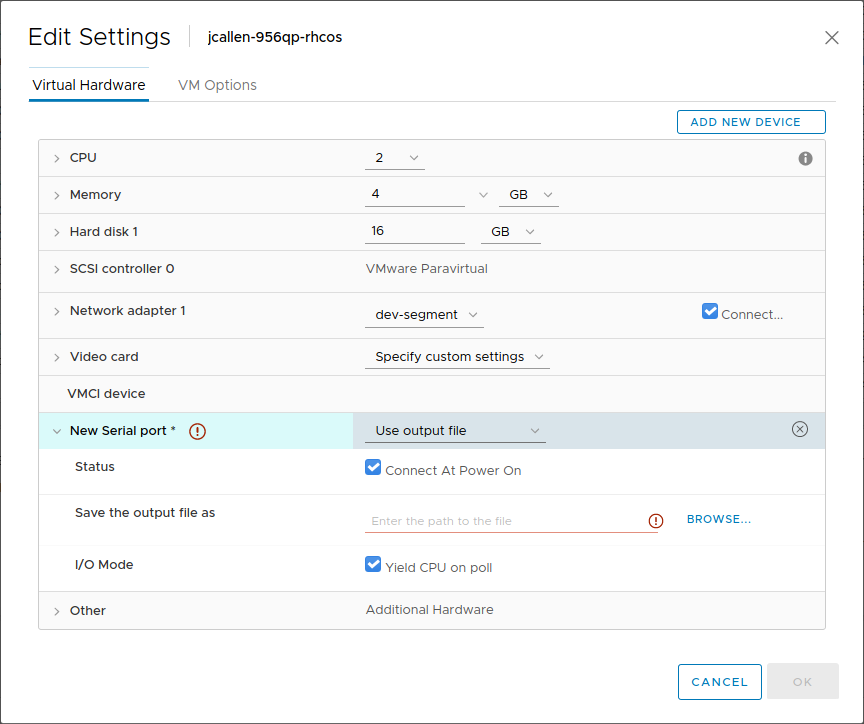 Edit Settings jcallen-956qp-rhcos
Virtual Hardware VM Options
ADD NEW DEVICE
CPU 2
Memory 4 GB
Hard disk 1 16 GB
SCSI controller 0 VMware Paravirtual
Network adapter 1 dev-segment Connect...
Video card Specify custom settings
VMCI device
New Serial port * Use output file
Status Connect At Power On
Save the output file as Enter the path to the file BROWSE...
I/O Mode Yield CPU on poll
Other Additional Hardware
CANCEL OK